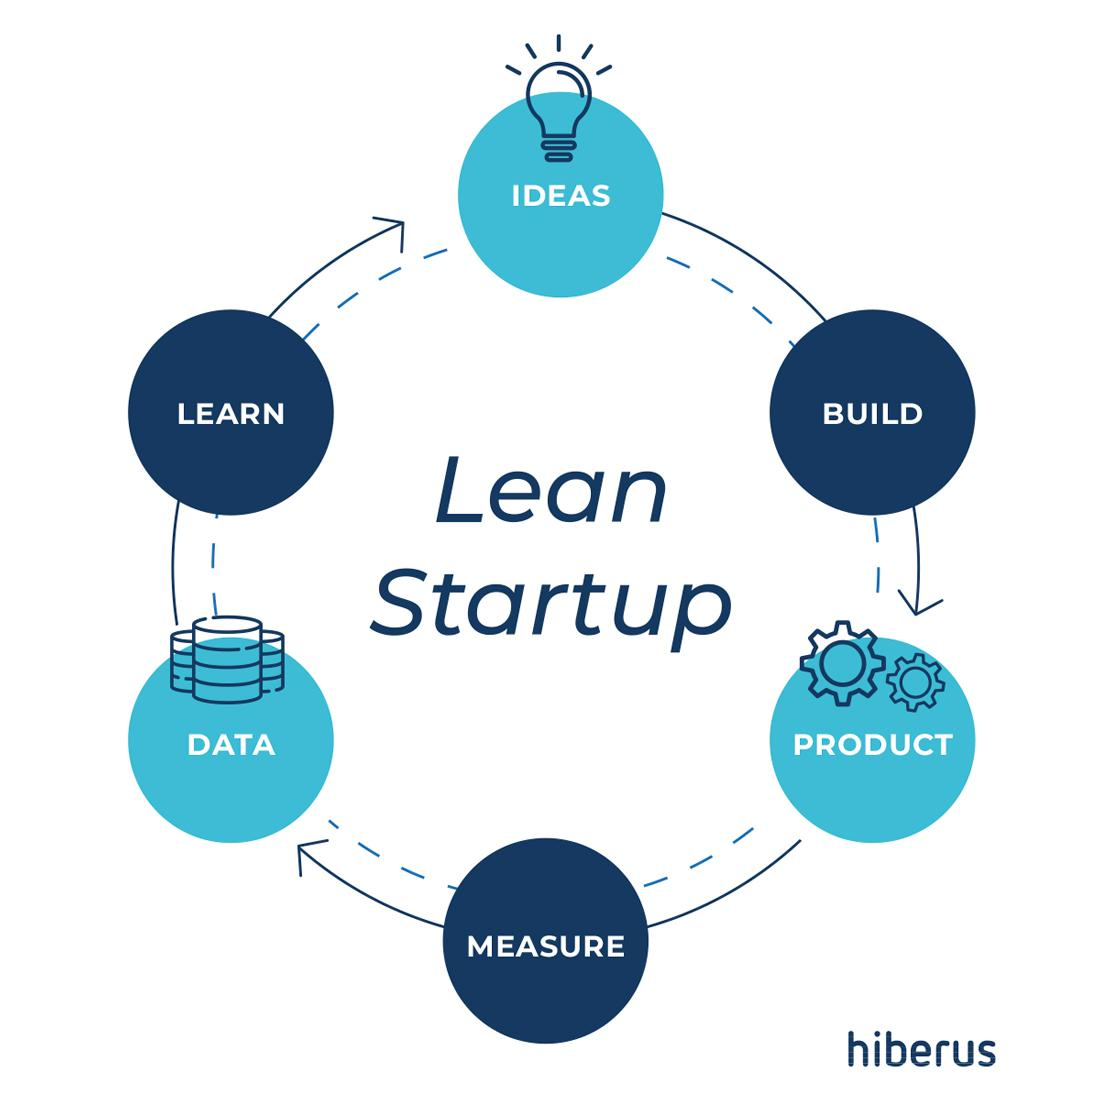 IDEAS
LEARN
BUILD
Lean
Startup
DATA
PRODUCT
MEASURE
hiberus